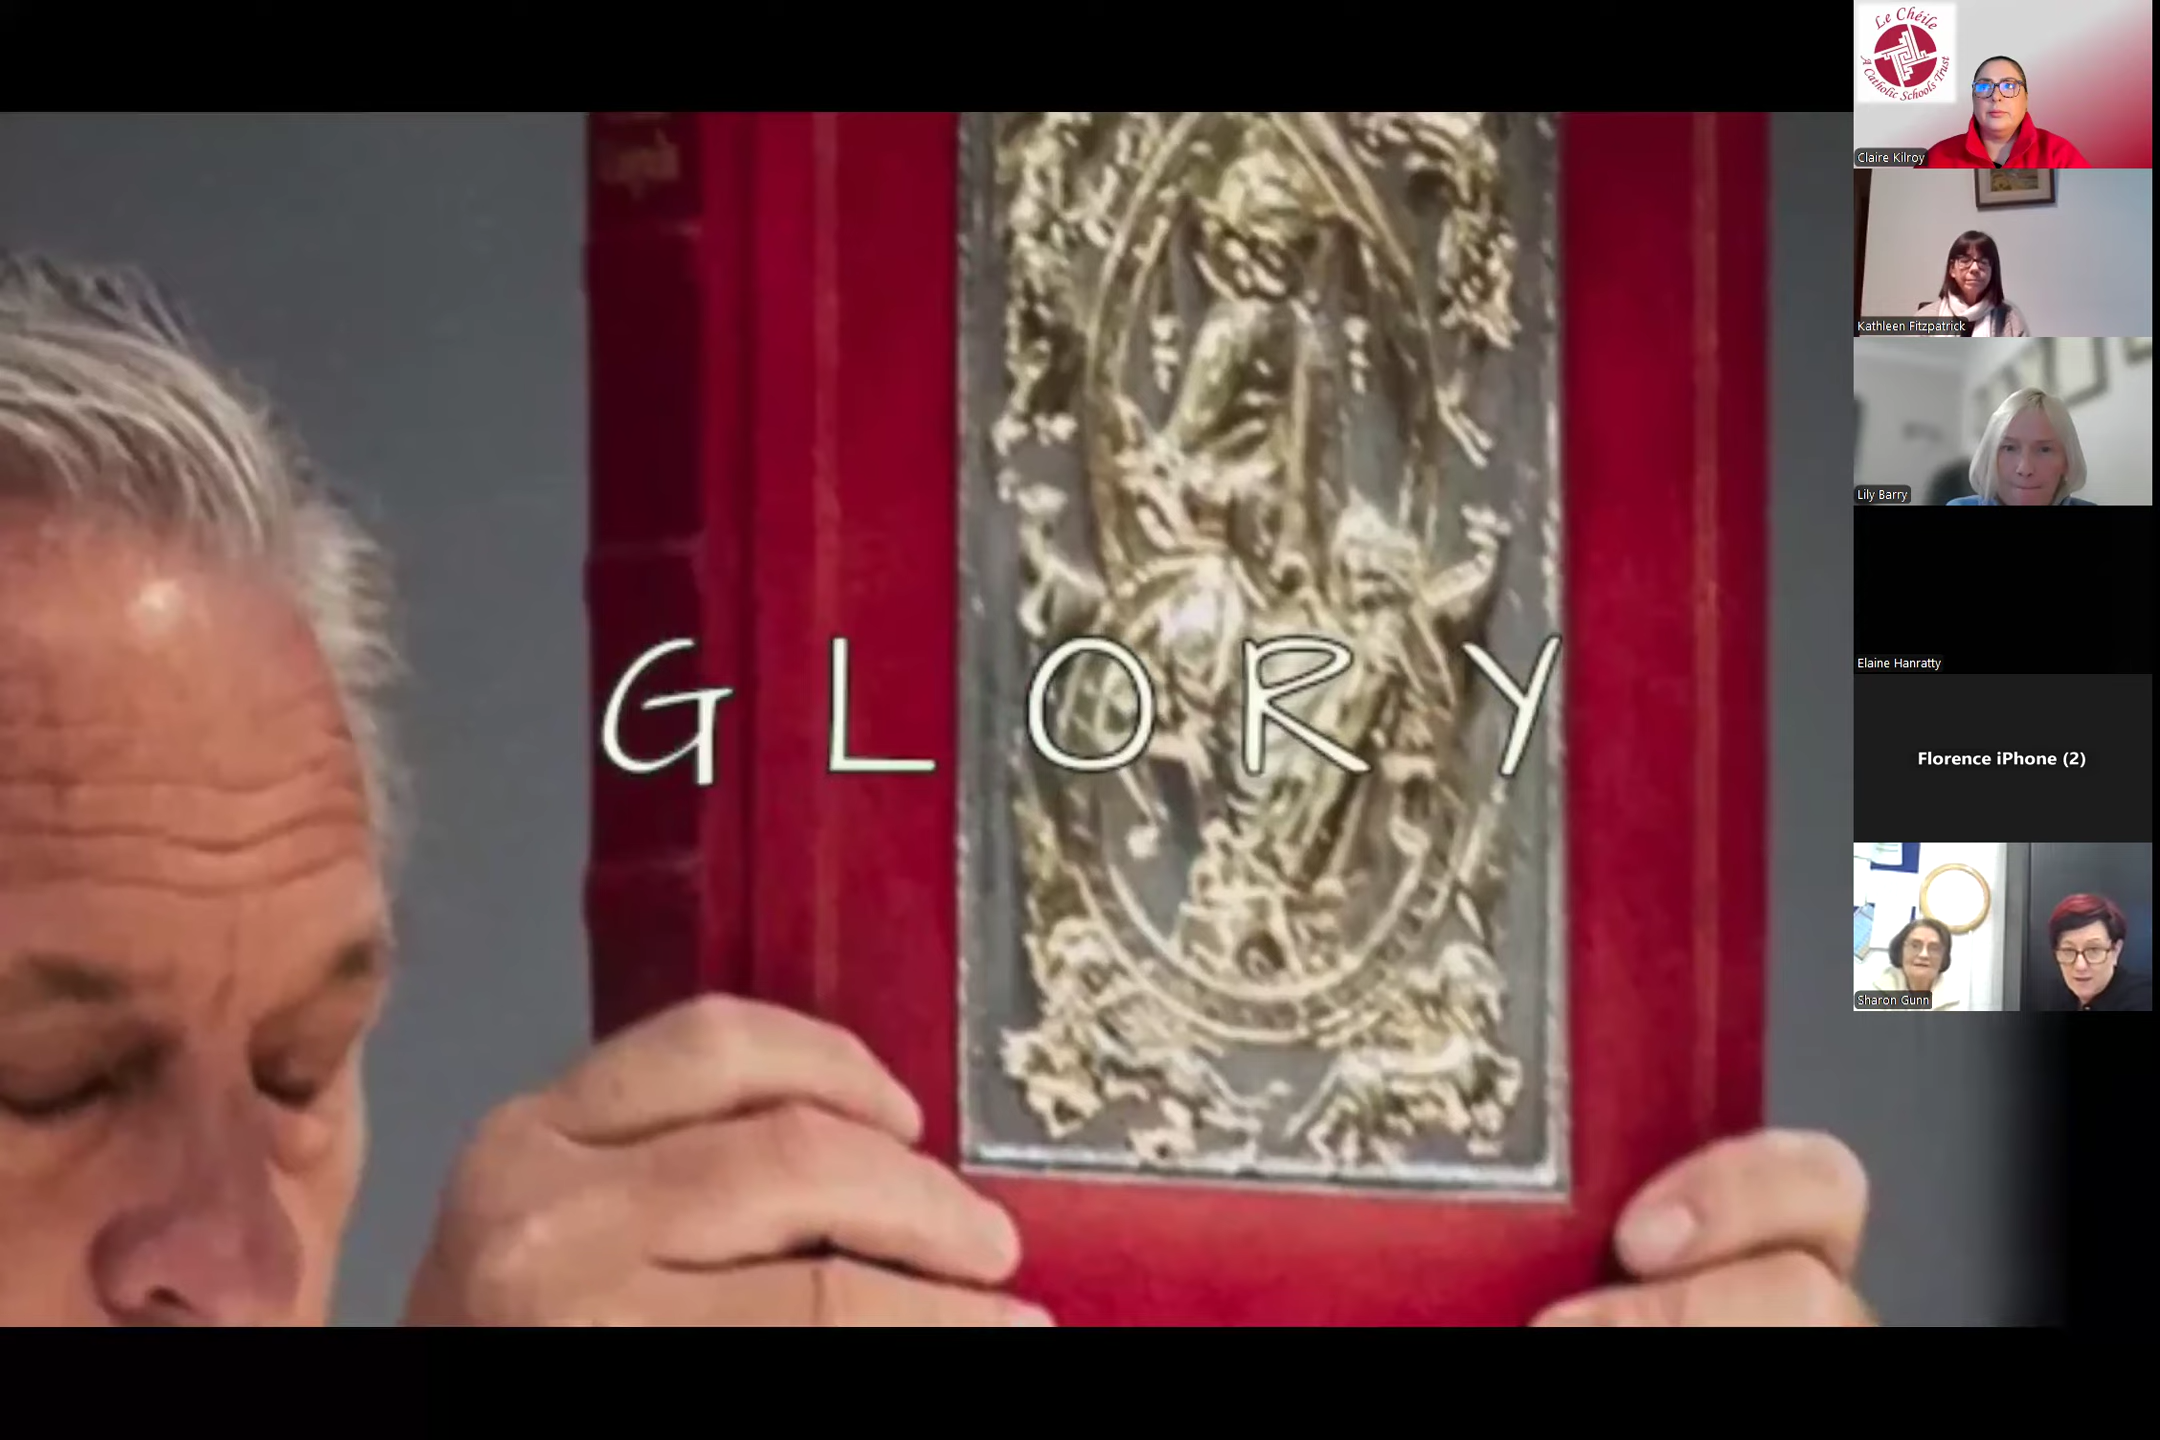 GLORY
Le Chéile
A Catholic Schools Trust
Claire Kilroy
Kathleen Fitzpatrick
Lily Barry
Elaine Hanratty
Florence iPhone (2)
Sharon Gunn